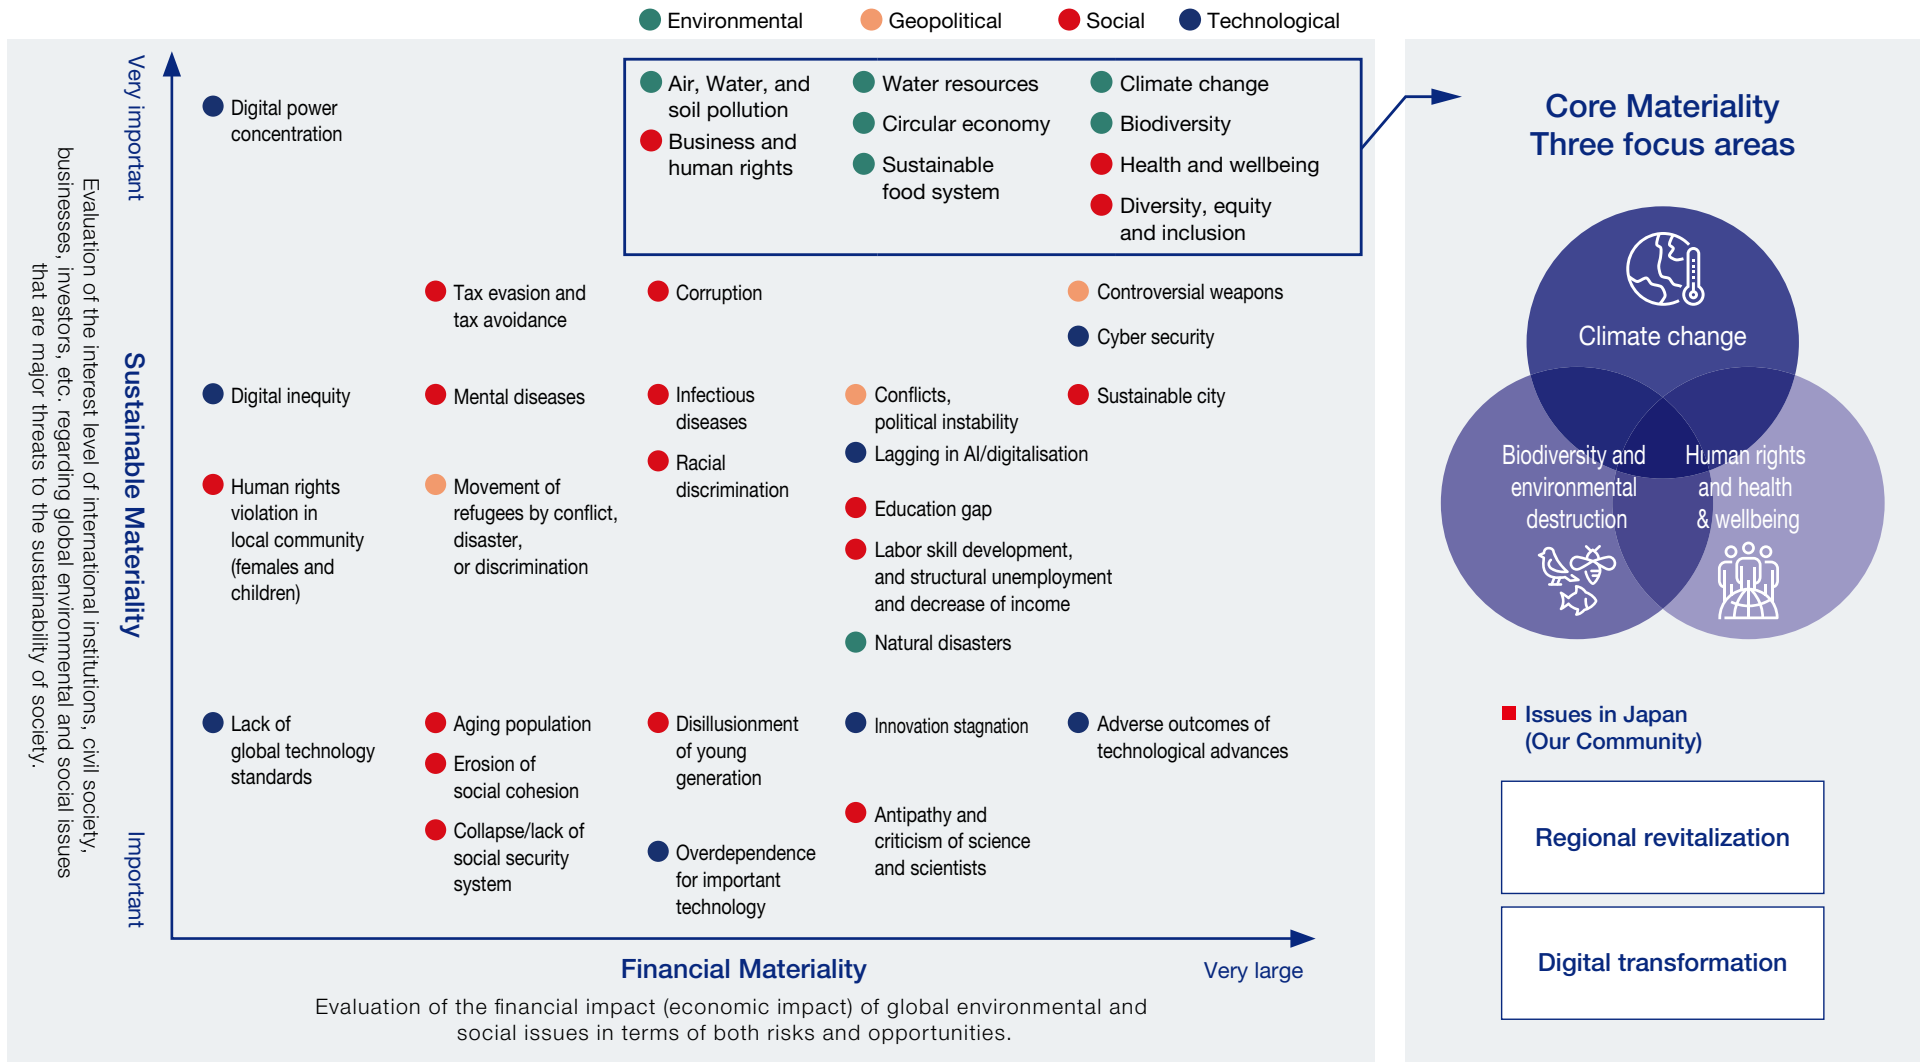 Environmental
Geopolitical
Social
Technological
Very important
Sustainable Materiality
Important
Evaluation of the interest level of international institutions, civil society,
businesses, investors, etc. regarding global environmental and social issues
that are major threats to the sustainability of society.
Digital power
concentration
Air, Water, and
soil pollution
Business and
human rights
Water resources
Circular economy
Sustainable
food system
Climate change
Biodiversity
Health and wellbeing
Diversity, equity
and inclusion
Tax evasion and
tax avoidance
Corruption
Controversial weapons
Cyber security
Digital inequity
Mental diseases
Infectious
diseases
Racial
discrimination
Conflicts,
political instability
Lagging in AI/digitalisation
Sustainable city
Human rights
violation in
local community
(females and
children)
Movement of
refugees by conflict,
disaster,
or discrimination
Education gap
Labor skill development,
and structural unemployment
and decrease of income
Natural disasters
Lack of
global technology
standards
Aging population
Erosion of
social cohesion
Collapse/lack of
social security
system
Disillusionment
of young
generation
Overdependence
for important
technology
Innovation stagnation
Antipathy and
criticism of science
and scientists
Adverse outcomes of
technological advances
Financial Materiality
Very large
Evaluation of the financial impact (economic impact) of global environmental and
social issues in terms of both risks and opportunities.
Core Materiality
Three focus areas
Climate change
Biodiversity and
environmental
destruction
Human rights
and health
& wellbeing
Issues in Japan
(Our Community)
Regional revitalization
Digital transformation